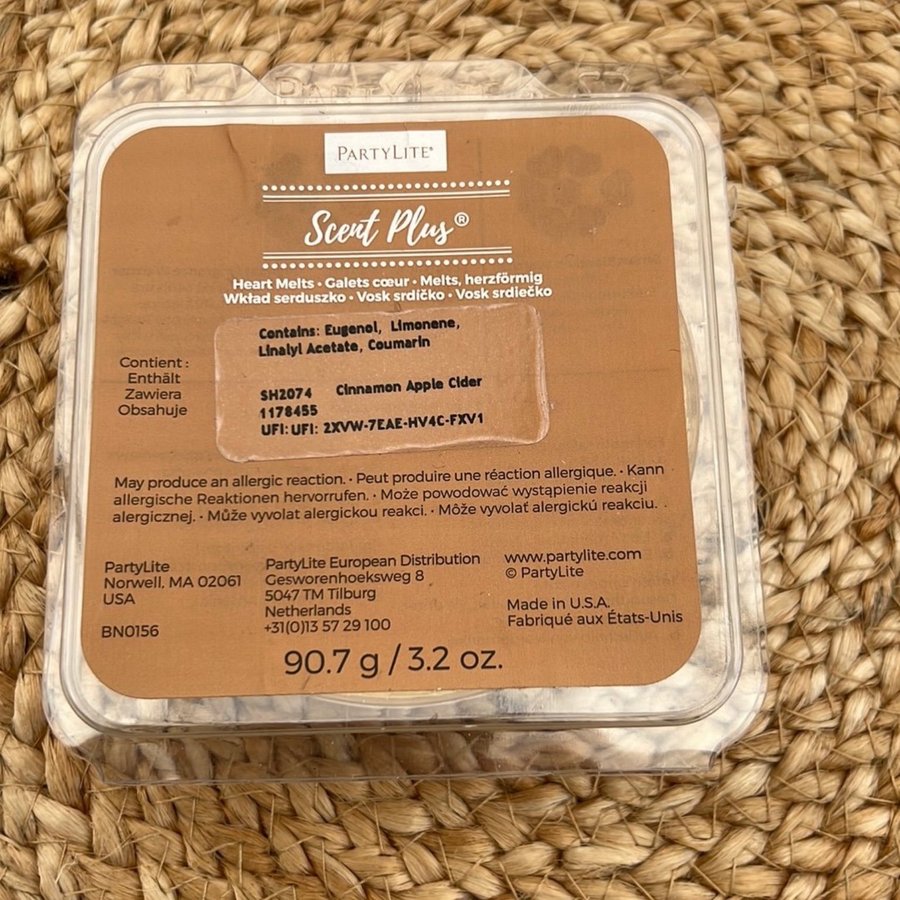 PARTYLITE®
Scent Plus®
Heart Melts • Galets cœur • Melts, herzförmig
Wkład serduszko • Vosk srdíčko • Vosk srdiečko
Contains: Eugenol, Limonene,
Linalyl Acetate, Coumarin
Contient :
Enthält
Zawiera
Obsahuje
SH2074 Cinnamon Apple Cider
1178455
UFI: UFI: 2XVW-7EAE-HV4C-FXV1
May produce an allergic reaction. • Peut produire une réaction allergique. • Kann
allergische Reaktionen hervorrufen. • Może powodować wystąpienie reakcji
alergicznej. • Může vyvolat alergickou reakci. • Môže vyvolať alergickú reakciu.
PartyLite
Norwell, MA 02061
USA
BN0156
PartyLite European Distribution
Gesworenhoeksweg 8
5047 TM Tilburg
Netherlands
+31(0)13 57 29 100
www.partylite.com
© PartyLite
Made in U.S.A.
Fabriqué aux États-Unis
90.7 g / 3.2 oz.